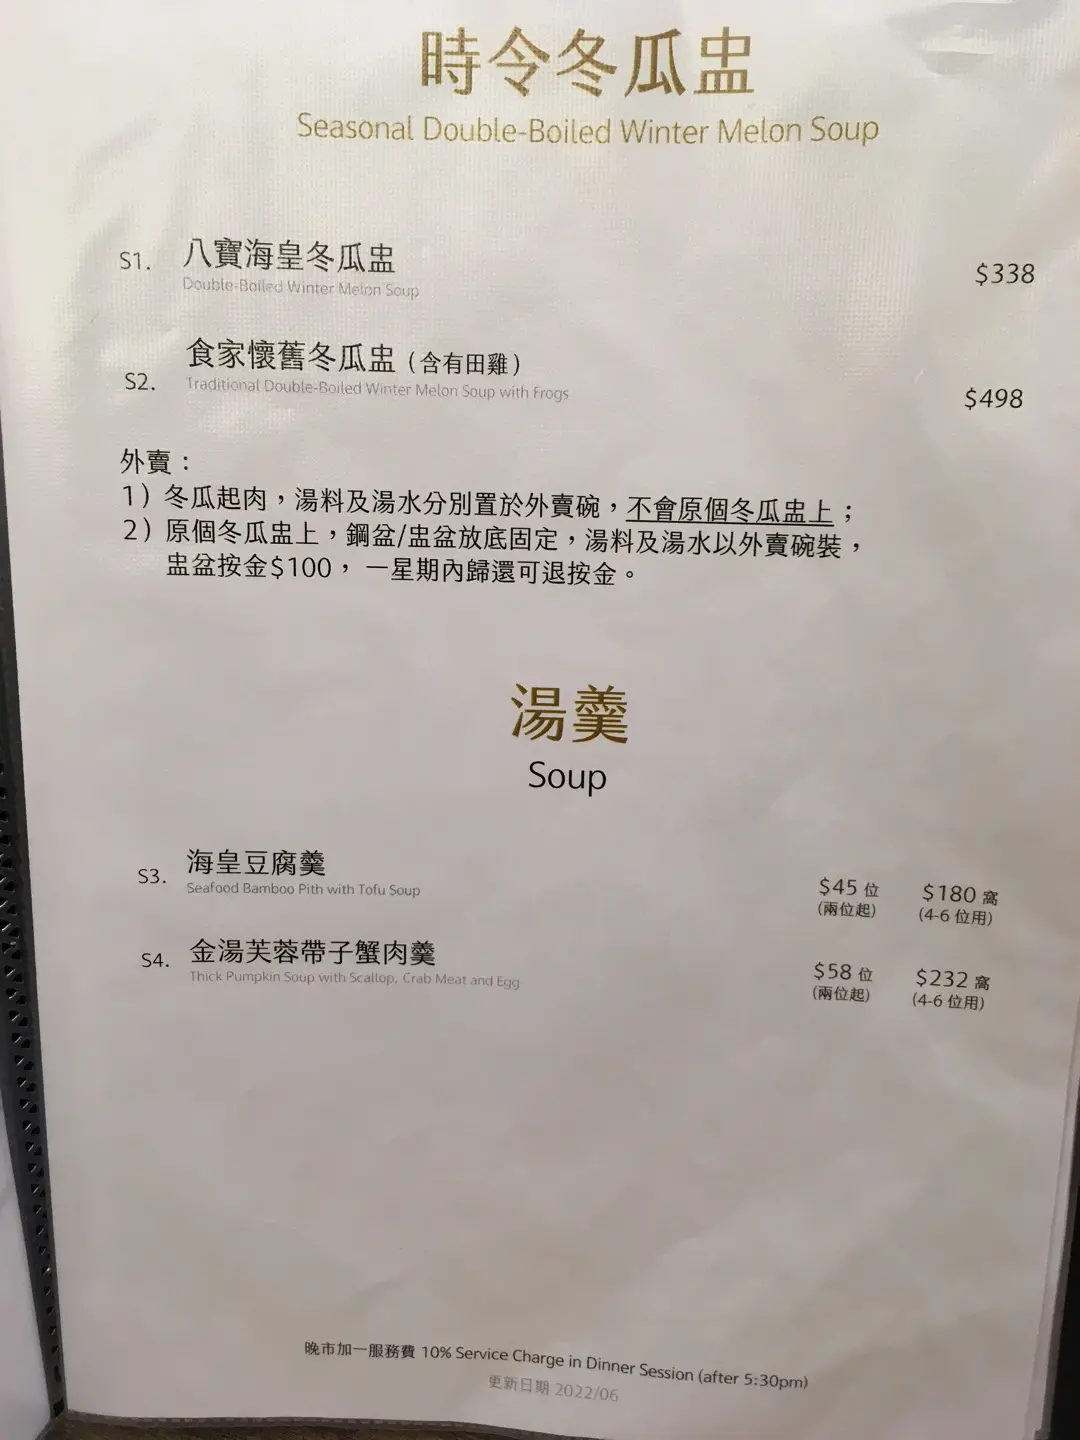 時令冬瓜盅
Seasonal Double-Boiled Winter Melon Soup
S1. 八寶海皇冬瓜盅 $338
Double-Boiled Winter Melon Soup
S2. 食家懷舊冬瓜盅 (含有田雞) $498
Traditional Double-Boiled Winter Melon Soup with Frogs
外賣：
1) 冬瓜起肉，湯料及湯水分別置於外賣碗，不會原個冬瓜盅上；
2) 原個冬瓜盅上，鋼盆/盅盆放底固定，湯料及湯水以外賣碗裝，
盅盆按金$100，一星期內歸還可退按金。
湯羹
Soup
S3. 海皇豆腐羹 $45 位 $180 窩
Seafood Bamboo Pith with Tofu Soup (兩位起) (4-6 位用)
S4. 金湯芙蓉帶子蟹肉羹 $58 位 $232 窩
Thick Pumpkin Soup with Scallop, Crab Meat and Egg (兩位起) (4-6 位用)
晚市加一服務費 10% Service Charge in Dinner Session (after 5:30pm)
更新日期 2022/06